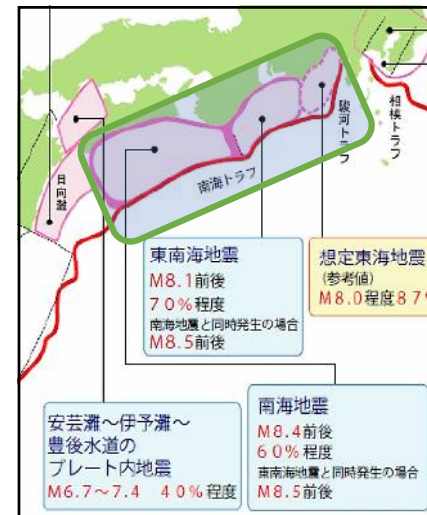 相模トラフ
駿河トラフ
南海トラフ
日向灘
東南海地震
M8.1前後
70%程度
南海地震と同時発生の場合
M8.5前後
想定東海地震
(参考値)
M8.0程度87%
南海地震
M8.4前後
60%程度
東南海地震と同時発生の場合
M8.5前後
安芸灘～伊予灘～
豊後水道の
プレート内地震
M6.7～7.4 40%程度